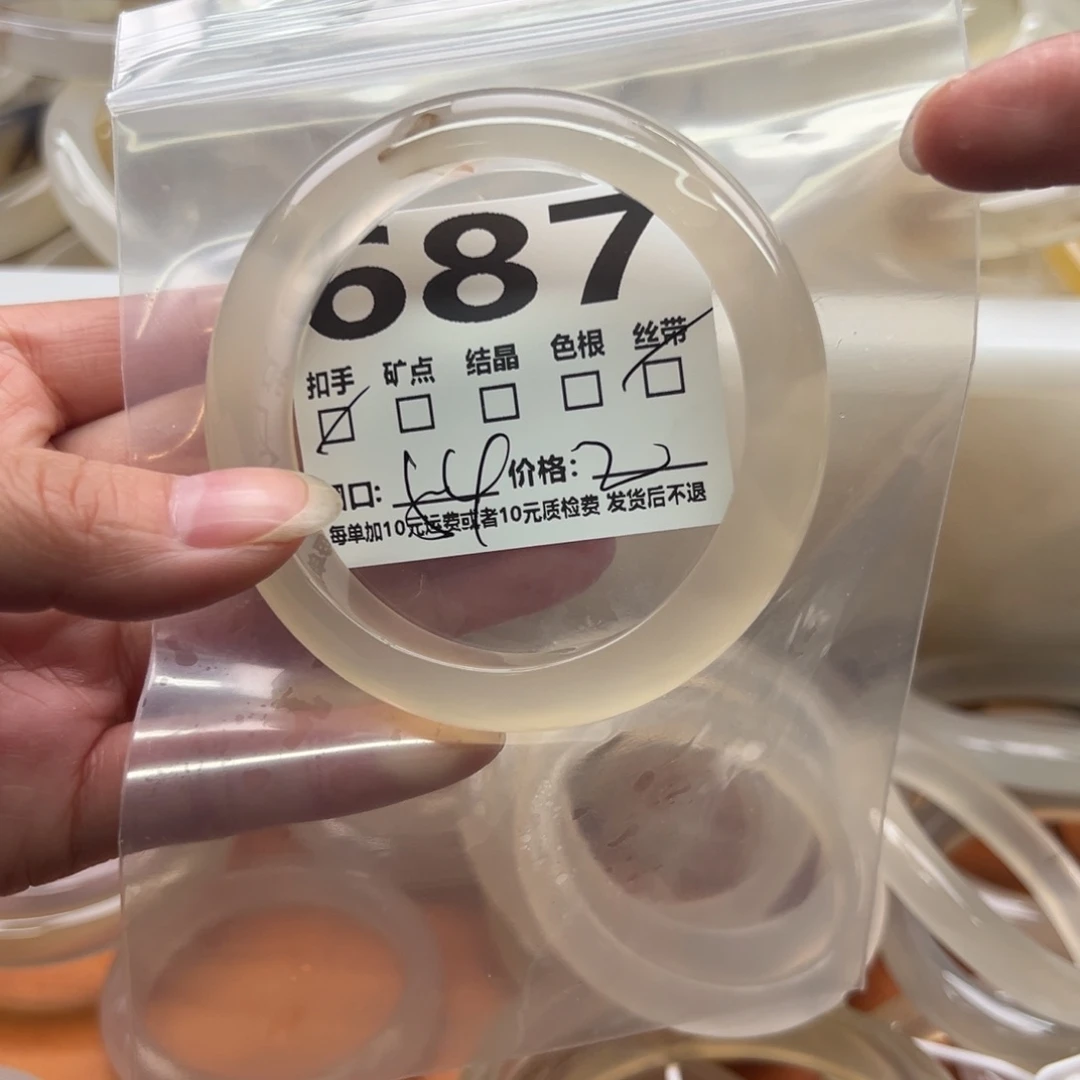 687
扣手 矿点 结晶 色根 丝带
口: 54 价格:
每单加10元运费或者10元质检费 发货后不退